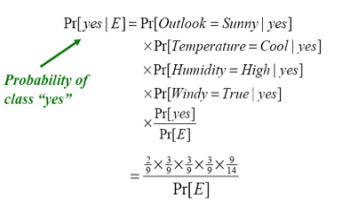 Pr[yes | E] = Pr[Outlook = Sunny | yes]
×Pr[Temperature = Cool | yes]
×Pr[Humidity = High | yes]
×Pr[Windy = True | yes]
× Pr[yes] / Pr[E]
= (2/9 × 3/9 × 3/9 × 3/9 × 9/14) / Pr[E]
Probability of
class “yes”